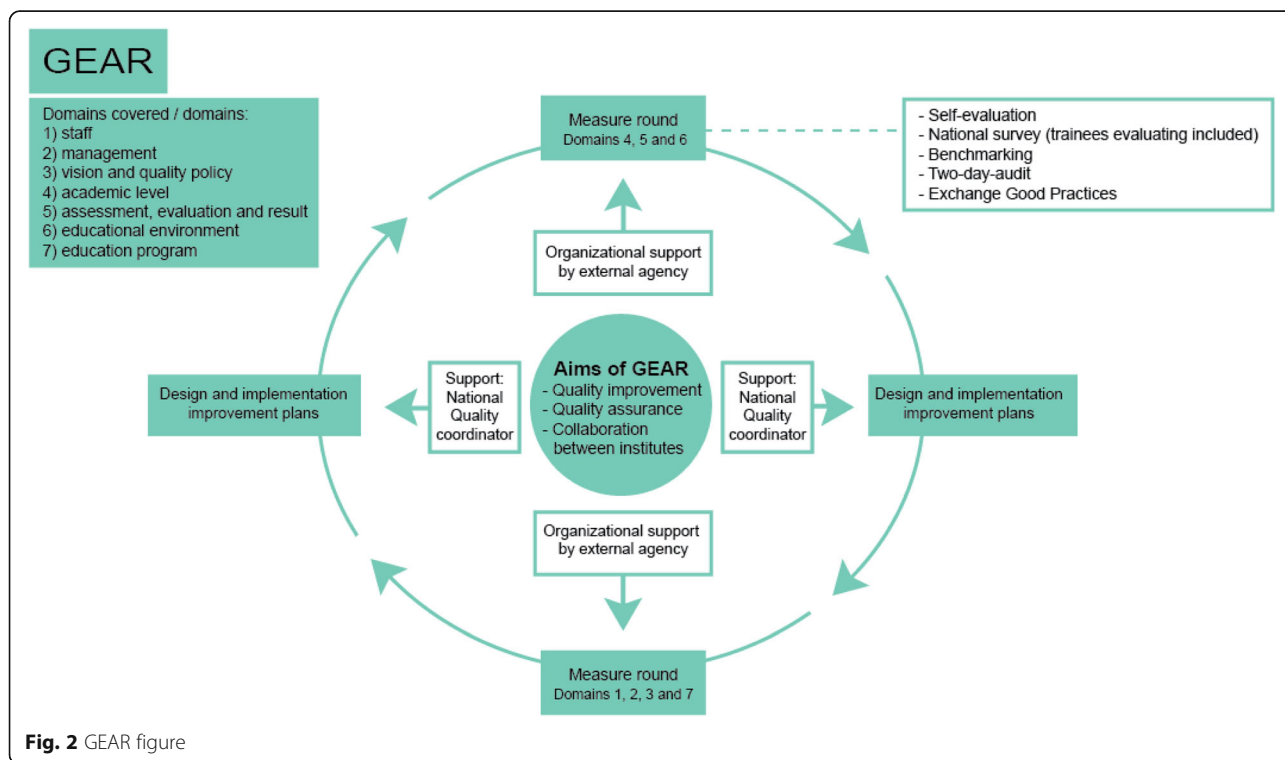 GEAR
Domains covered / domains:
1) staff
2) management
3) vision and quality policy
4) academic level
5) assessment, evaluation and result
6) educational environment
7) education program
Measure round
Domains 4, 5 and 6
- Self-evaluation
- National survey (trainees evaluating included)
- Benchmarking
- Two-day-audit
- Exchange Good Practices
Organizational support
by external agency
Design and implementation
improvement plans
Support:
National
Quality
coordinator
Aims of GEAR
- Quality improvement
- Quality assurance
- Collaboration
between institutes
Support:
National
Quality
coordinator
Design and implementation
improvement plans
Organizational support
by external agency
Measure round
Domains 1, 2, 3 and 7
Fig. 2 GEAR figure